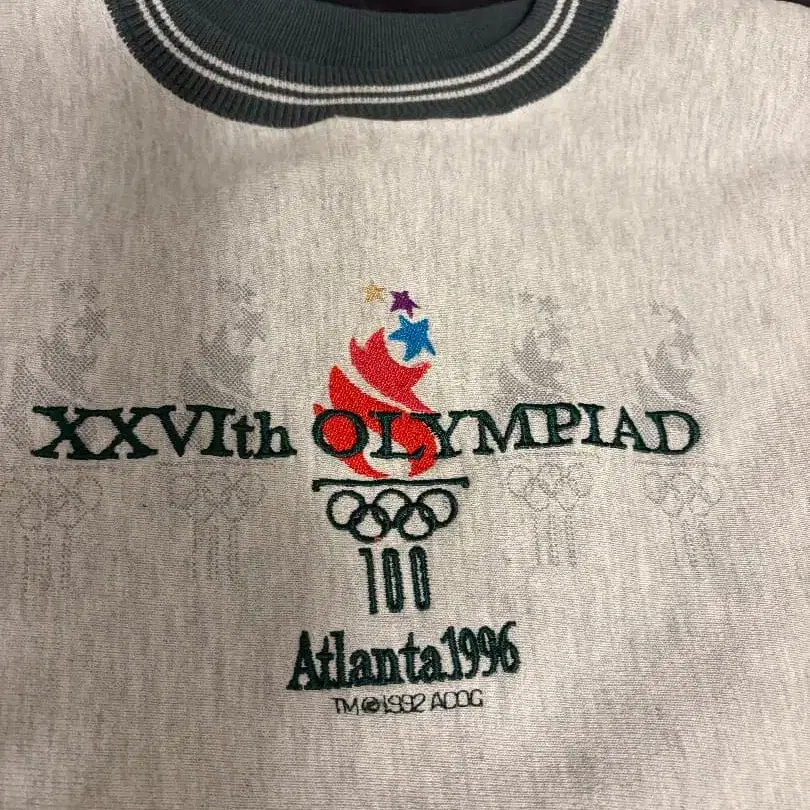 XXVIth OLYMPIAD
100
Atlanta 1996
TM © 1992 ACOG